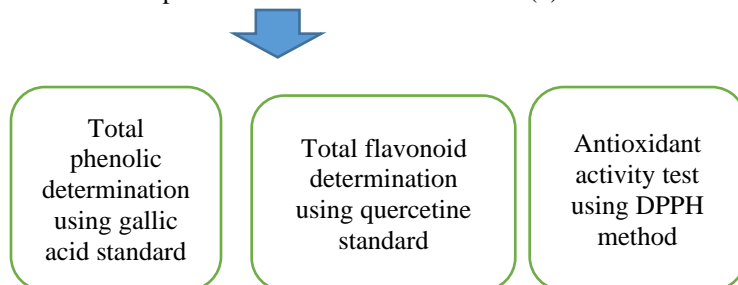 (s)
Total
phenolic
determination
using gallic
acid standard
Total flavonoid
determination
using quercetine
standard
Antioxidant
activity test
using DPPH
method